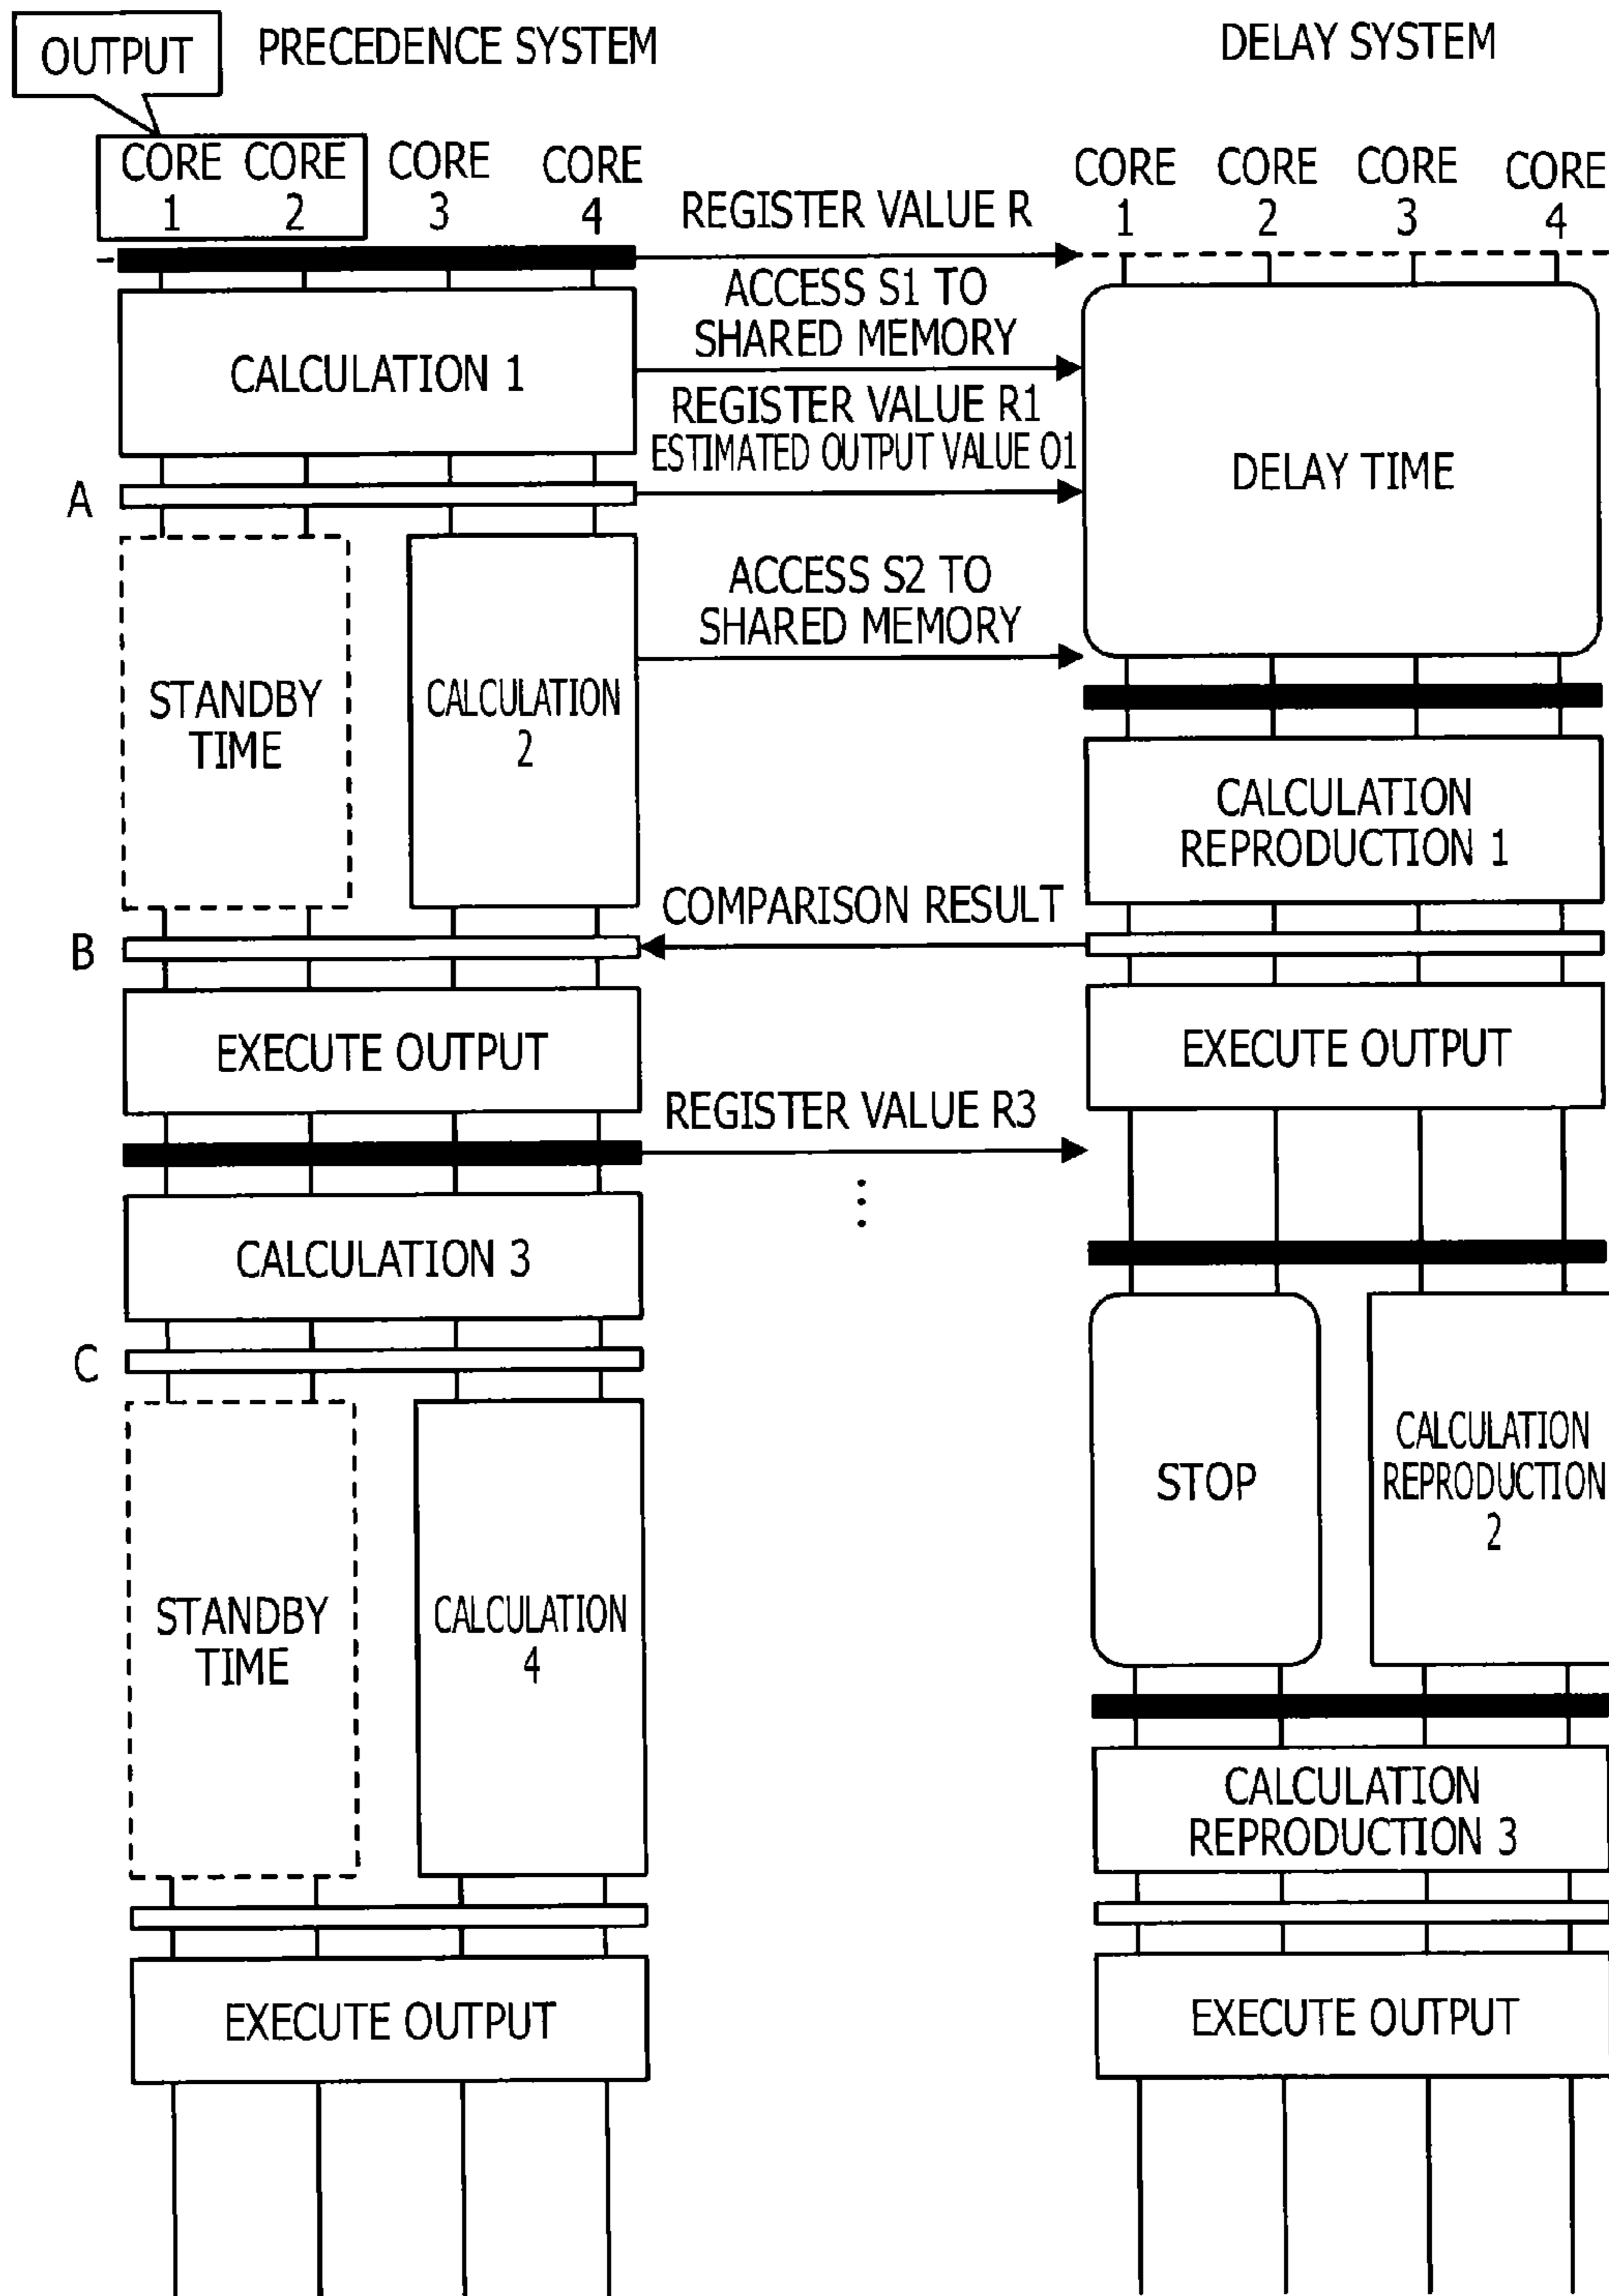 OUTPUT
PRECEDENCE SYSTEM
DELAY SYSTEM
CORE 1
CORE 2
CORE 3
CORE 4
REGISTER VALUE R
CORE 1
CORE 2
CORE 3
CORE 4
ACCESS S1 TO
SHARED MEMORY
CALCULATION 1
REGISTER VALUE R1
ESTIMATED OUTPUT VALUE O1
DELAY TIME
A
ACCESS S2 TO
SHARED MEMORY
STANDBY
TIME
CALCULATION
2
CALCULATION
REPRODUCTION 1
COMPARISON RESULT
B
EXECUTE OUTPUT
EXECUTE OUTPUT
REGISTER VALUE R3
CALCULATION 3
C
STOP
CALCULATION
REPRODUCTION
2
STANDBY
TIME
CALCULATION
4
CALCULATION
REPRODUCTION 3
EXECUTE OUTPUT
EXECUTE OUTPUT